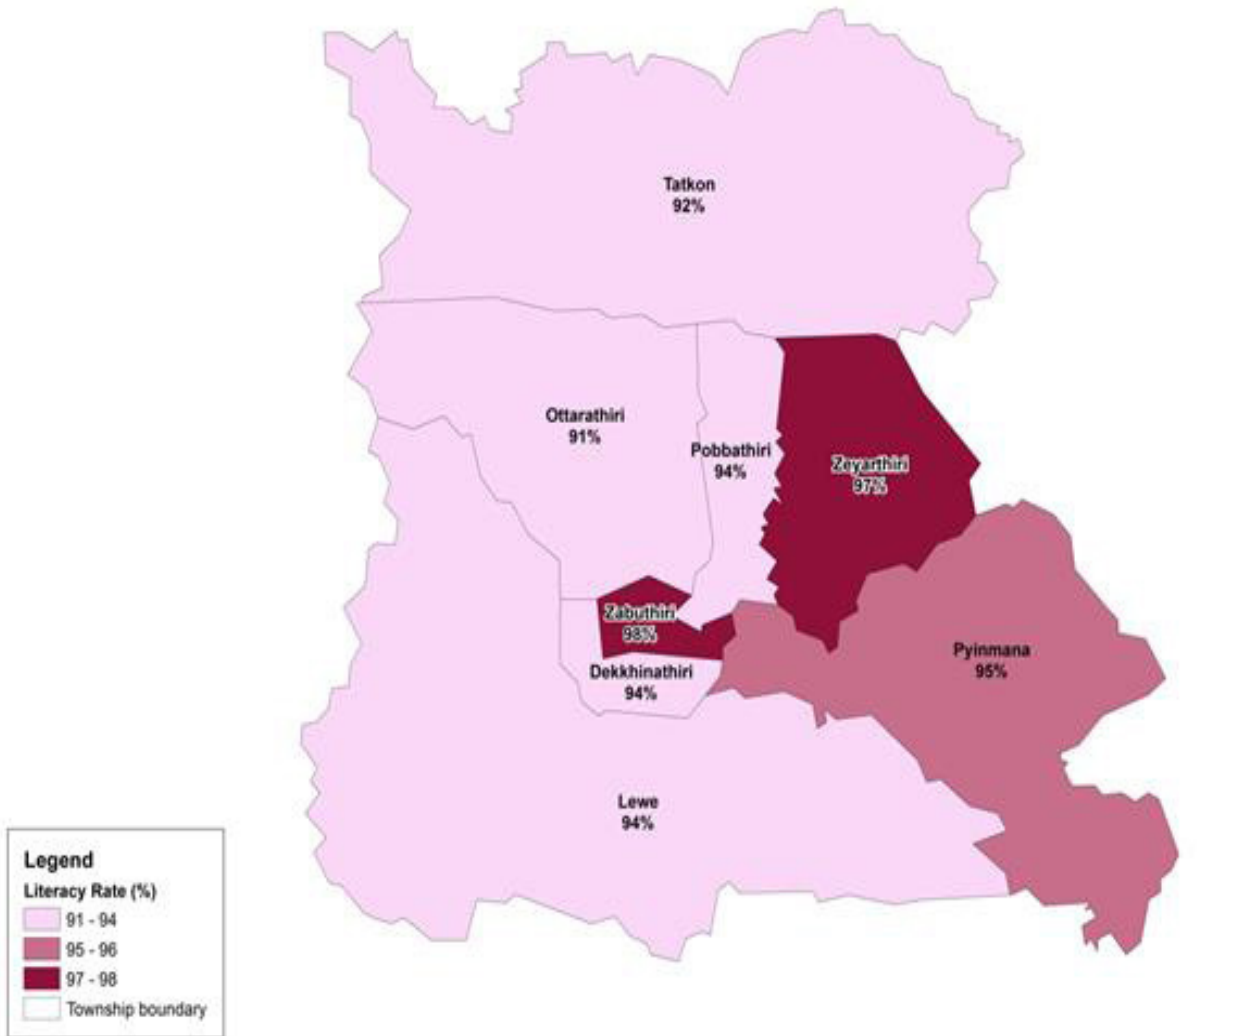 Tatkon
92%
Ottarathiri
91%
Pobbathiri
94%
Zeyarthiri
97%
Zabuthiri
98%
Dekkhinathiri
94%
Pyinmana
95%
Lewe
94%
Legend
Literacy Rate (%)
91 - 94
95 - 96
97 - 98
Township boundary